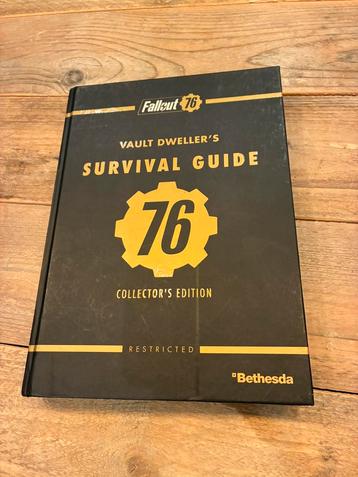 Fallout 76
VAULT DWELLER'S
SURVIVAL GUIDE
76
COLLECTOR'S EDITION
RESTRICTED
Bethesda